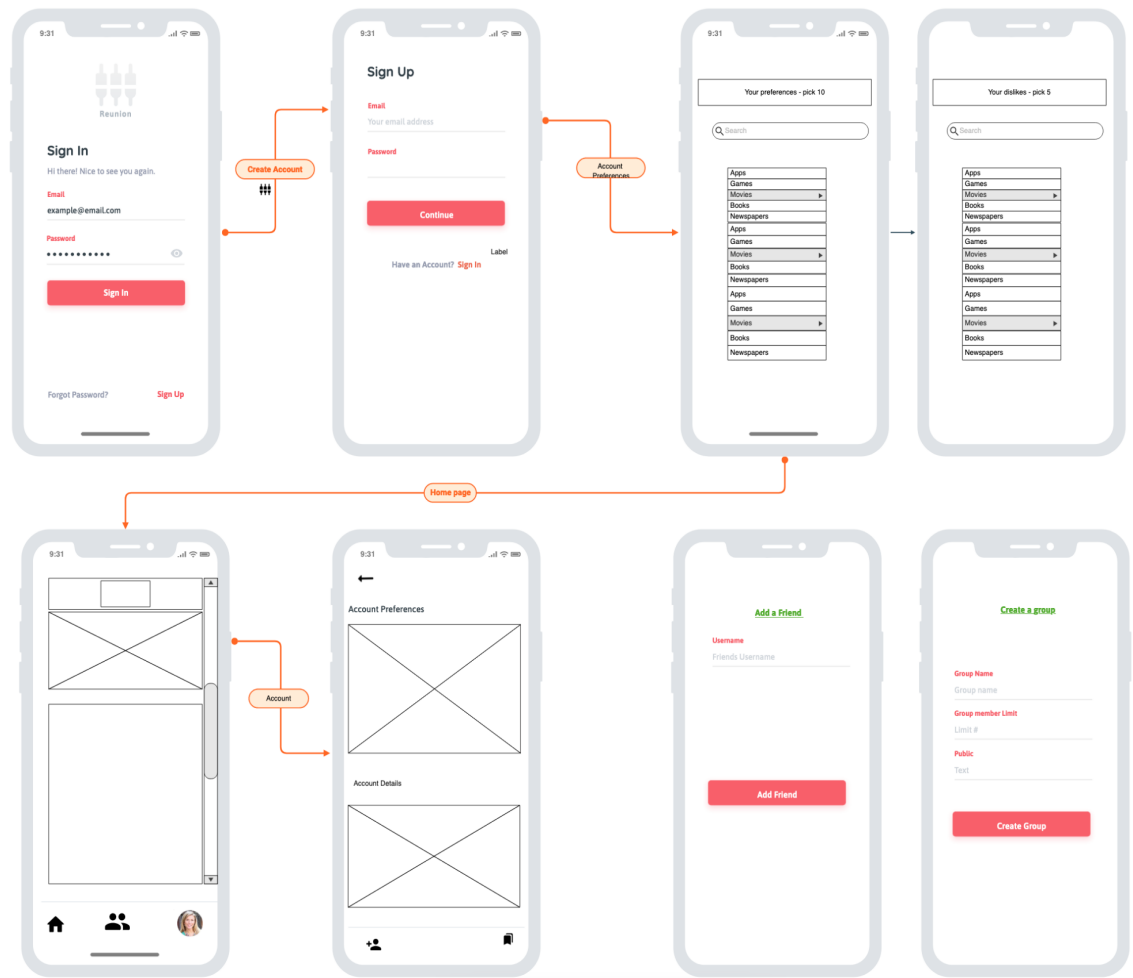 9:31
Reunion
Sign In
Hi there! Nice to see you again.
Email
example@email.com
Password
Sign In
Forgot Password?
Sign Up
Create Account
9:31
Sign Up
Email
Your email address
Password
Continue
Label
Have an Account? Sign In
Account
Preferences
9:31
Your preferences - pick 10
Search
Apps
Games
Movies
Books
Newspapers
Apps
Games
Movies
Books
Newspapers
Apps
Games
Movies
Books
Newspapers
Your dislikes - pick 5
Search
Apps
Games
Movies
Books
Newspapers
Apps
Games
Movies
Books
Newspapers
Apps
Games
Movies
Books
Newspapers
Home page
9:31
Account
9:31
Account Preferences
Account Details
Add a Friend
Username
Friends Username
Add Friend
Create a group
Group Name
Group name
Group member Limit
Limit #
Public
Text
Create Group